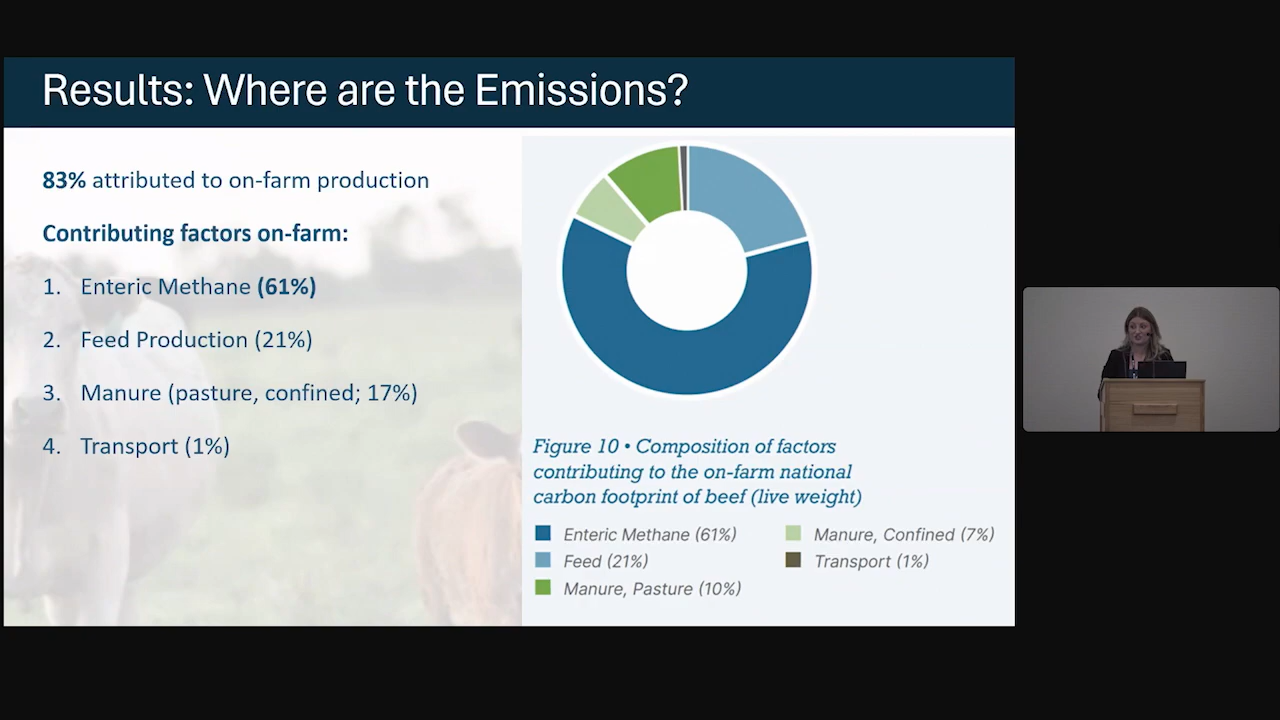 Results: Where are the Emissions?
83% attributed to on-farm production
Contributing factors on-farm:
1. Enteric Methane (61%)
2. Feed Production (21%)
3. Manure (pasture, confined; 17%)
4. Transport (1%)
Figure 10 • Composition of factors
contributing to the on-farm national
carbon footprint of beef (live weight)
Enteric Methane (61%)
Feed (21%)
Manure, Pasture (10%)
Manure, Confined (7%)
Transport (1%)